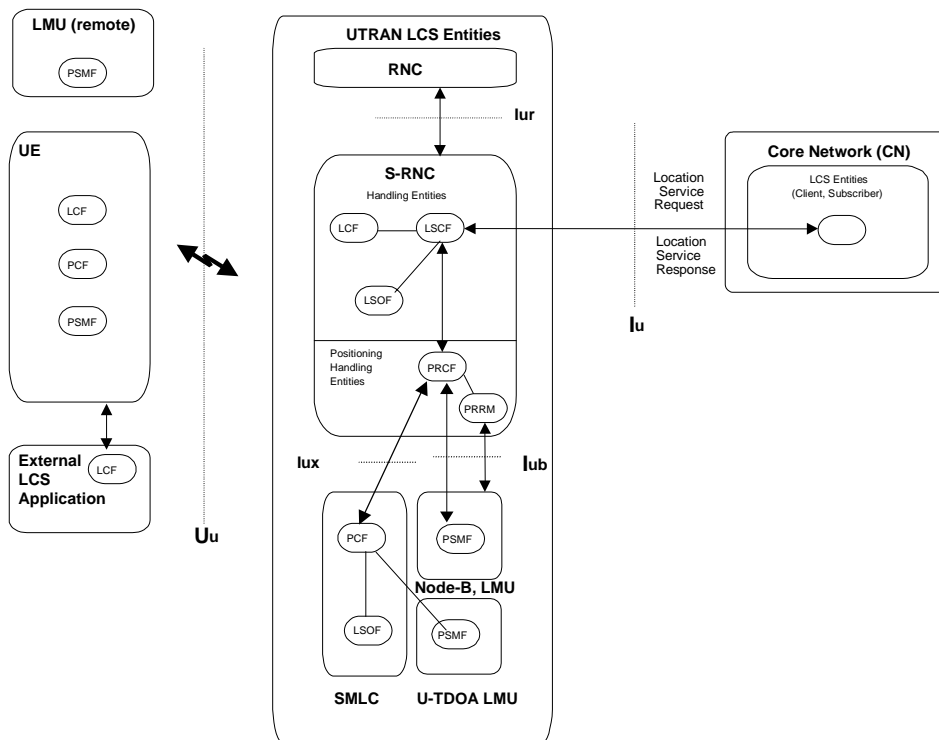 LMU (remote)
PSMF
UE
LCF
PCF
PSMF
External
LCS
Application
LCF
Uu
UTRAN LCS Entities
RNC
Iur
S-RNC
Handling Entities
LCF
LSCF
LSOF
Positioning
Handling
Entities
PRCF
PRRM
Iux
Iub
PCF
LSOF
SMLC
PSMF
Node-B, LMU
PSMF
U-TDOA LMU
Location
Service
Request
Location
Service
Response
Iu
Core Network (CN)
LCS Entities
(Client, Subscriber)